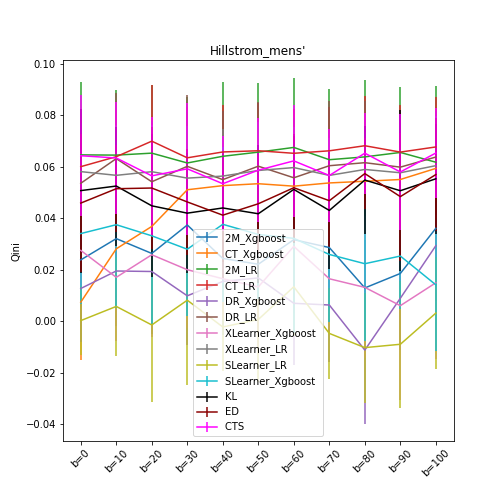 Hillstrom_mens'
Qini
0.10
0.08
0.06
0.04
0.02
0.00
−0.02
−0.04
2M_Xgboost
CT_Xgboost
2M_LR
CT_LR
DR_Xgboost
DR_LR
XLearner_Xgboost
XLearner_LR
SLearner_LR
SLearner_Xgboost
KL
ED
CTS
b=0 b=10 b=20 b=30 b=40 b=50 b=60 b=70 b=80 b=90 b=100